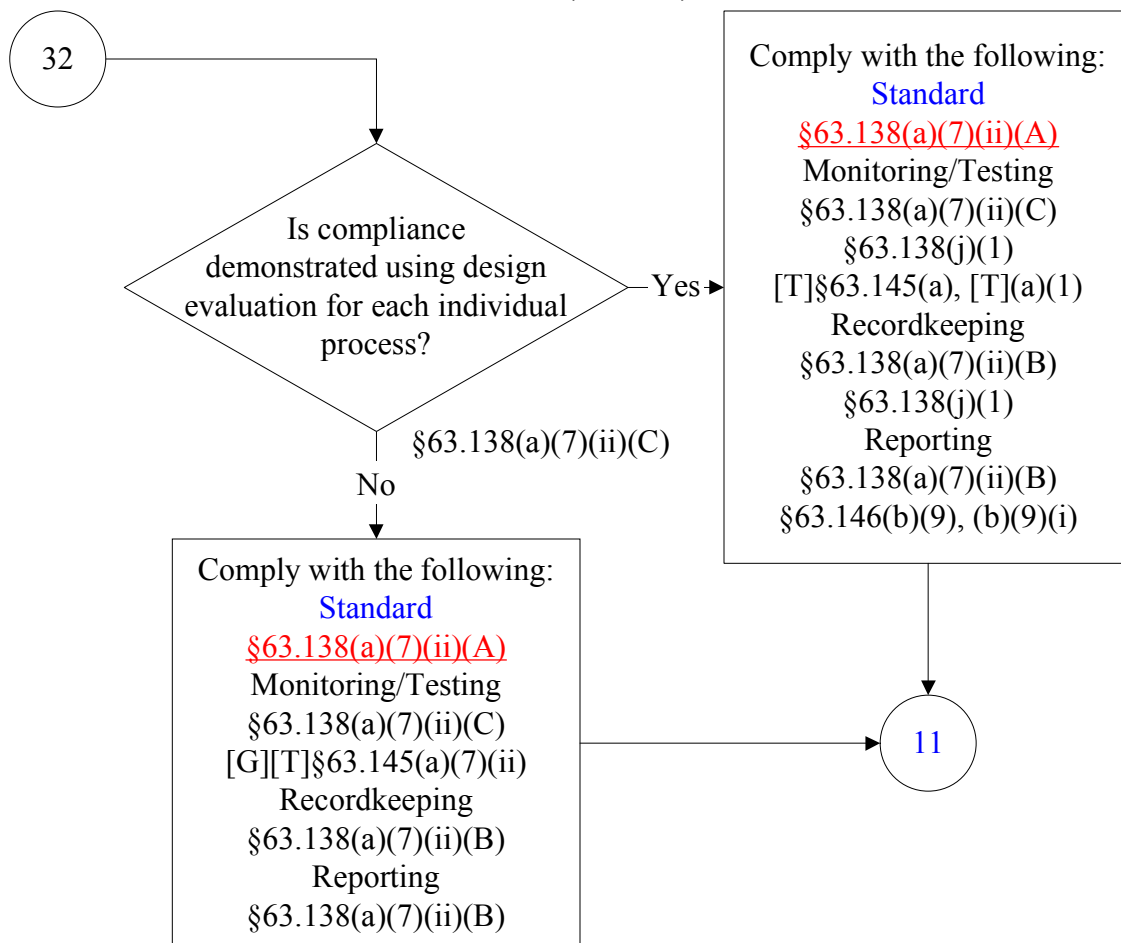 32
Is compliance
demonstrated using design
evaluation for each individual
process?
Yes
Comply with the following:
Standard
§63.138(a)(7)(ii)(A)
Monitoring/Testing
§63.138(a)(7)(ii)(C)
§63.138(j)(1)
[T]§63.145(a), [T](a)(1)
Recordkeeping
§63.138(a)(7)(ii)(B)
§63.138(j)(1)
Reporting
§63.138(a)(7)(ii)(B)
§63.146(b)(9), (b)(9)(i)
§63.138(a)(7)(ii)(C)
No
Comply with the following:
Standard
§63.138(a)(7)(ii)(A)
Monitoring/Testing
§63.138(a)(7)(ii)(C)
[G][T]§63.145(a)(7)(ii)
Recordkeeping
§63.138(a)(7)(ii)(B)
Reporting
§63.138(a)(7)(ii)(B)
11